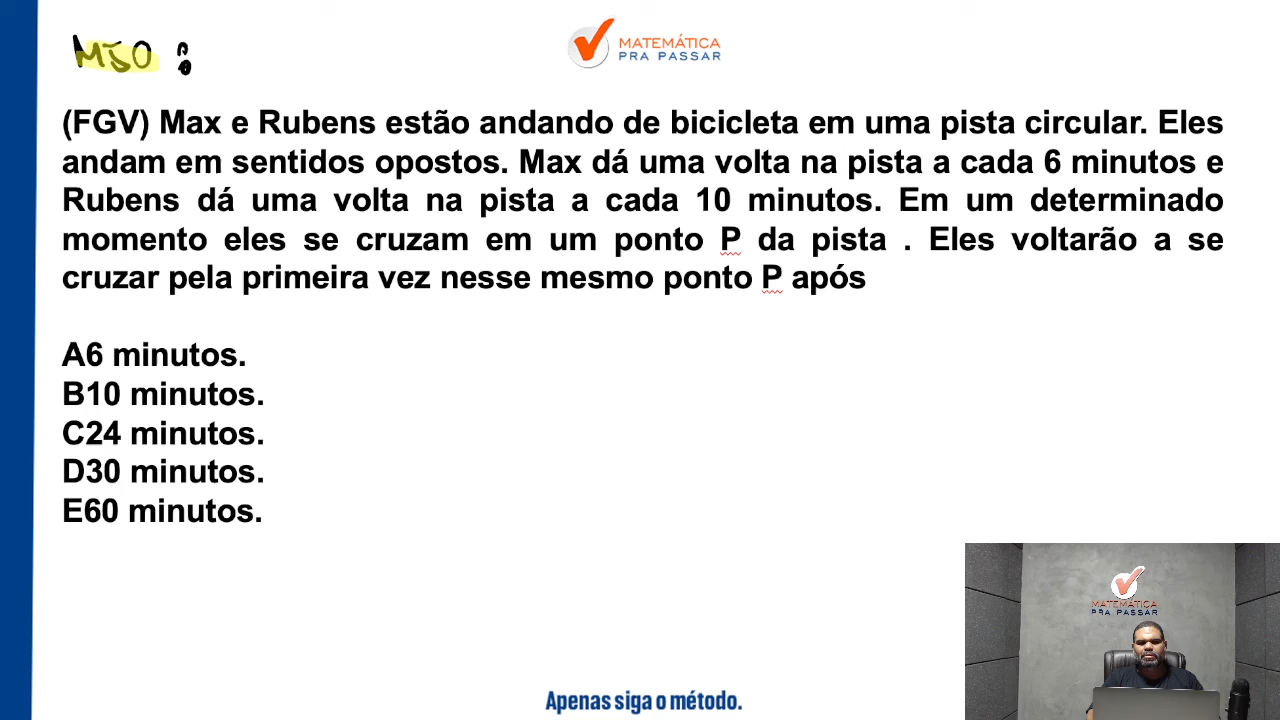 MJO :
MATEMÁTICA
PRA PASSAR
(FGV) Max e Rubens estão andando de bicicleta em uma pista circular. Eles
andam em sentidos opostos. Max dá uma volta na pista a cada 6 minutos e
Rubens dá uma volta na pista a cada 10 minutos. Em um determinado
momento eles se cruzam em um ponto P da pista . Eles voltarão a se
cruzar pela primeira vez nesse mesmo ponto P após
A6 minutos.
B10 minutos.
C24 minutos.
D30 minutos.
E60 minutos.
MATEMÁTICA
PRA PASSAR
Apenas siga o método.